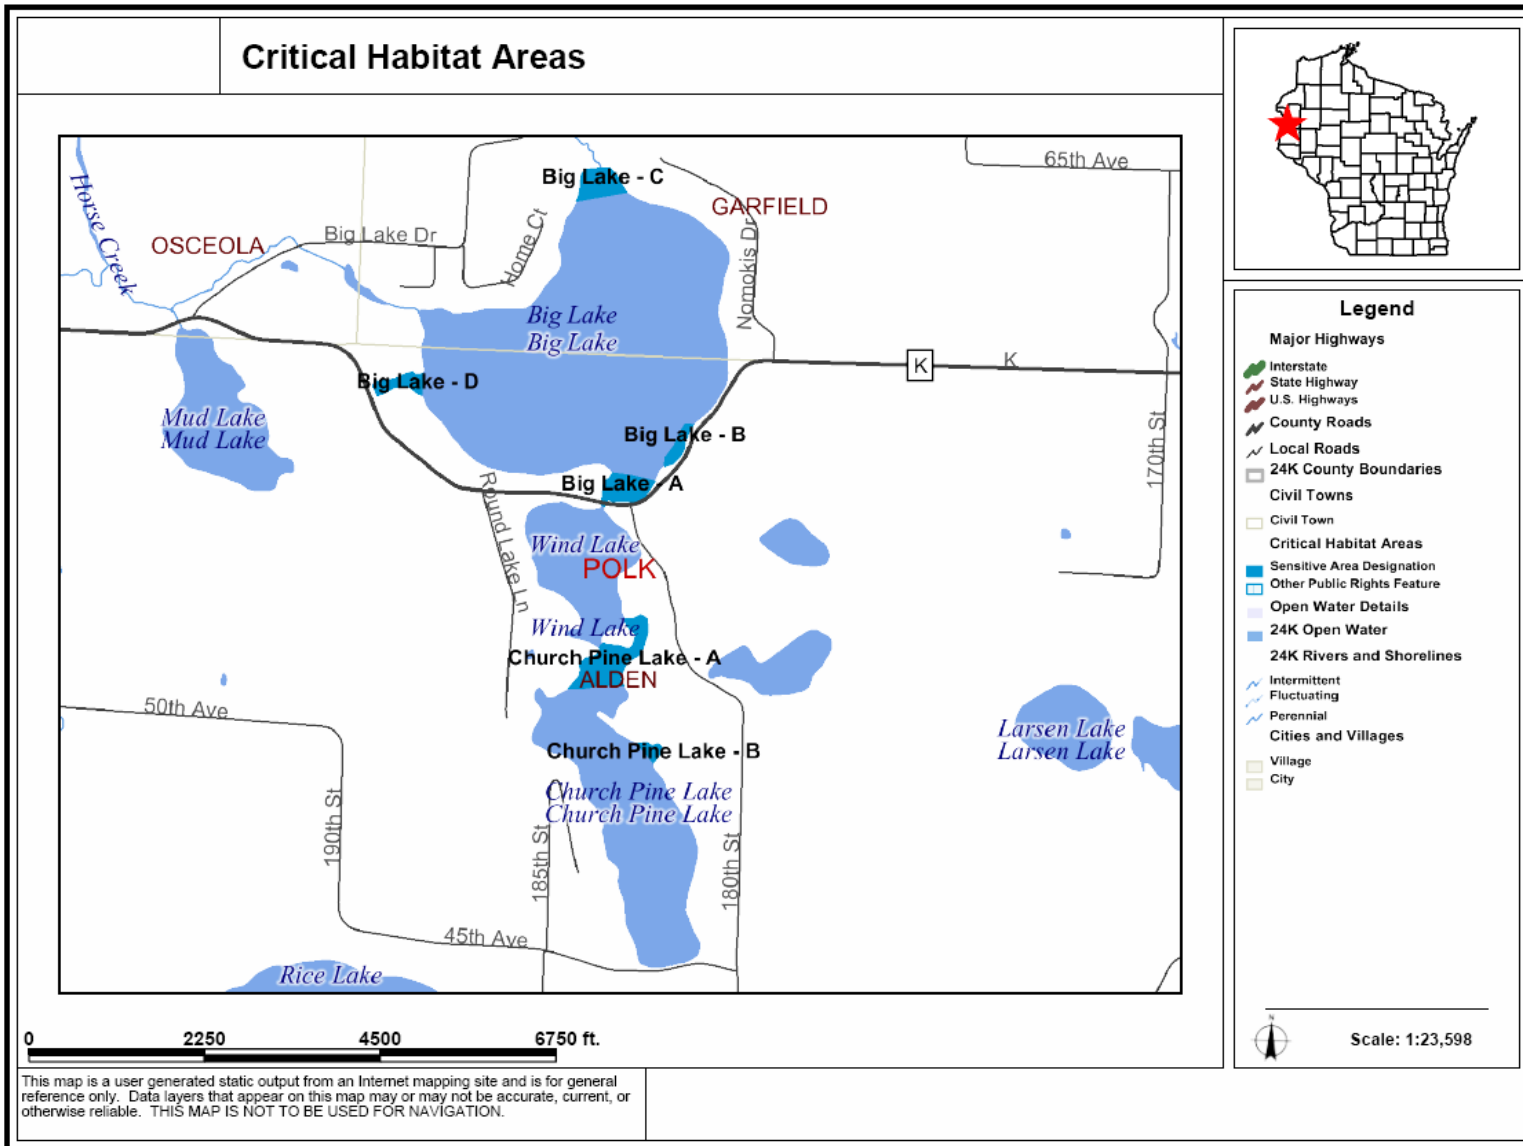 Critical Habitat Areas
65th Ave
Big Lake - C
GARFIELD
Horse Creek
OSCEOLA
Big Lake Dr
Home Ct
Nomokis Dr
Big Lake
Big Lake
K
K
Big Lake - D
Mud Lake
Mud Lake
Big Lake - B
170th St
Big Lake - A
Round Lake Ln
Wind Lake
POLK
Wind Lake
Church Pine Lake - A
ALDEN
50th Ave
Larsen Lake
Larsen Lake
Church Pine Lake - B
Church Pine Lake
Church Pine Lake
190th St
185th St
180th St
45th Ave
Rice Lake
0 2250 4500 6750 ft.
This map is a user generated static output from an Internet mapping site and is for general
reference only. Data layers that appear on this map may or may not be accurate, current, or
otherwise reliable. THIS MAP IS NOT TO BE USED FOR NAVIGATION.
Legend
Major Highways
Interstate
State Highway
U.S. Highways
County Roads
Local Roads
24K County Boundaries
Civil Towns
Civil Town
Critical Habitat Areas
Sensitive Area Designation
Other Public Rights Feature
Open Water Details
24K Open Water
24K Rivers and Shorelines
Intermittent
Fluctuating
Perennial
Cities and Villages
Village
City
N
Scale: 1:23,598